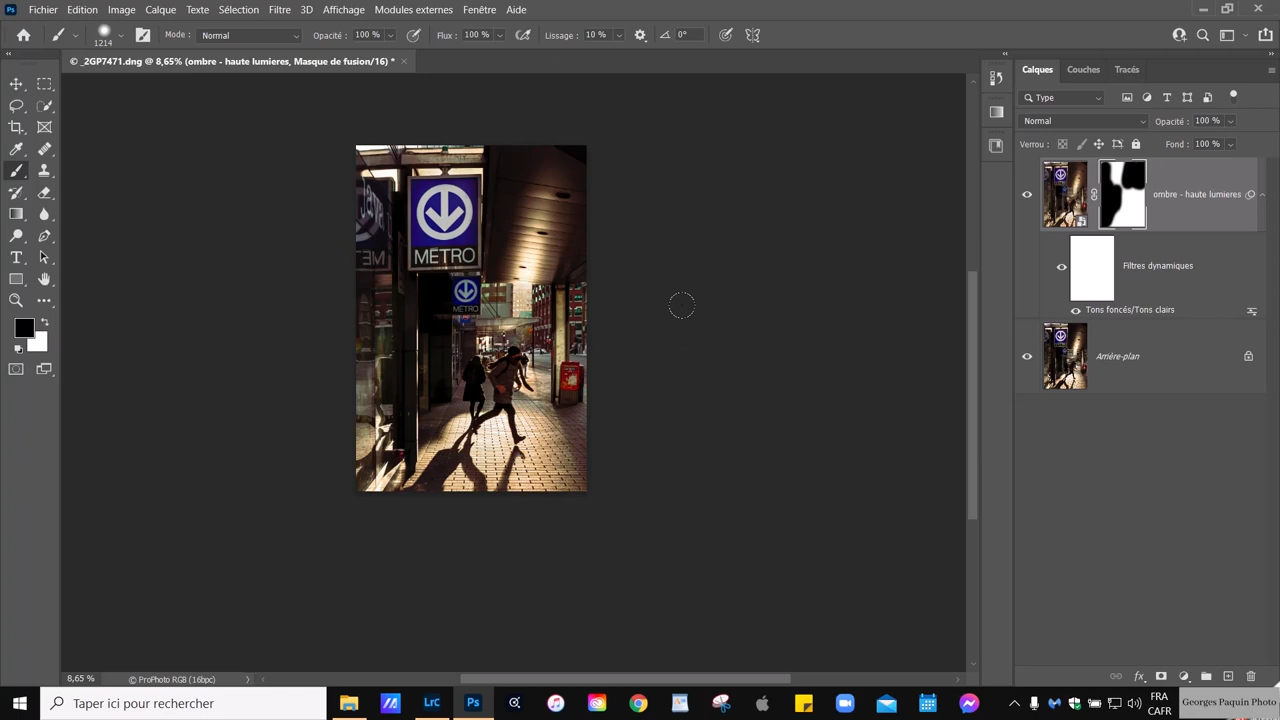 Fichier Edition Image Calque Texte Sélection Filtre 3D Affichage Modules externes Fenêtre Aide
1214 Mode : Normal Opacité : 100 % Flux : 100 % Lissage : 10 % 0°
© _2GP7471.dng @ 8,65% (ombre - haute lumieres, Masque de fusion/16) *
Calques Couches Tracés
Type
Normal Opacité : 100 %
Verrou : Fond : 100 %
ombre - haute lumieres
Filtres dynamiques
Tons foncés/Tons clairs
Arrière-plan
MÉTRO
MÉTRO
8,65 % © ProPhoto RGB (16bpc)
Taper ici pour rechercher
LrC
Ps
FRA
CAFR
Georges Paquin Photo